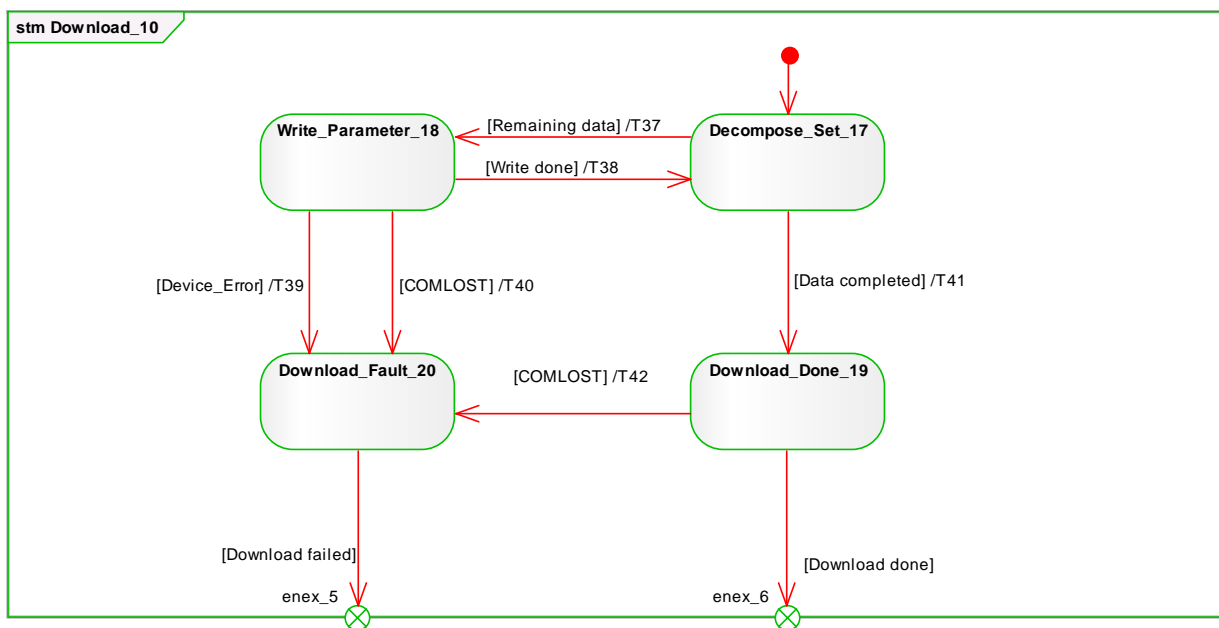 stm Download_10
Write_Parameter_18
[Remaining data] /T37
Decompose_Set_17
[Write done] /T38
[Device_Error] /T39
[COMLOST] /T40
[Data completed] /T41
Download_Fault_20
[COMLOST] /T42
Download_Done_19
[Download failed]
[Download done]
enex_5
enex_6